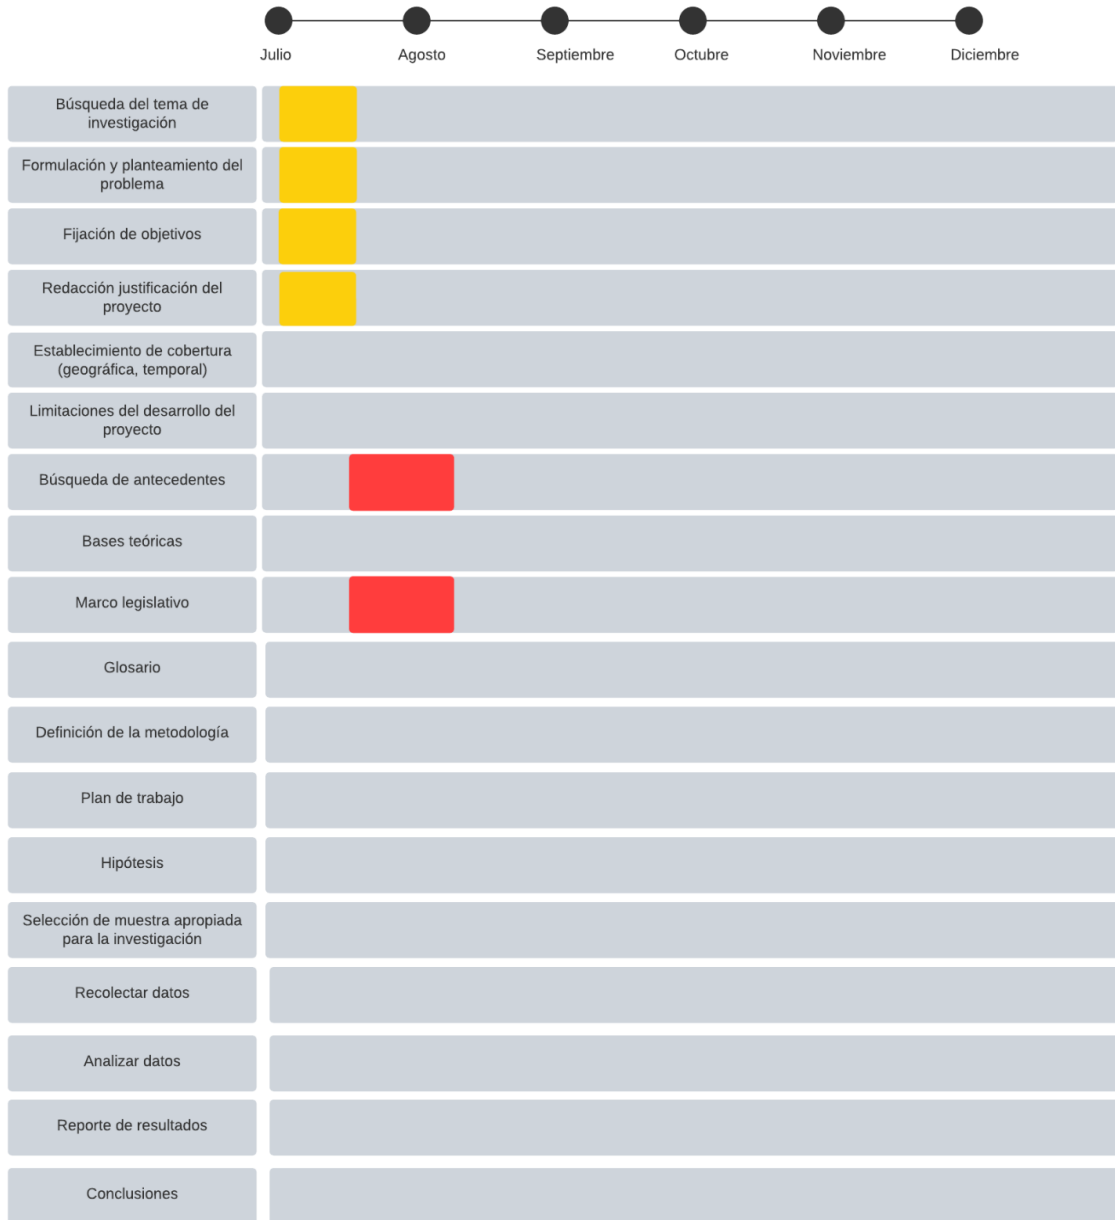 Julio
Agosto
Septiembre
Octubre
Noviembre
Diciembre
Búsqueda del tema de
investigación
Formulación y planteamiento del
problema
Fijación de objetivos
Redacción justificación del
proyecto
Establecimiento de cobertura
(geográfica, temporal)
Limitaciones del desarrollo del
proyecto
Búsqueda de antecedentes
Bases teóricas
Marco legislativo
Glosario
Definición de la metodología
Plan de trabajo
Hipótesis
Selección de muestra apropiada
para la investigación
Recolectar datos
Analizar datos
Reporte de resultados
Conclusiones